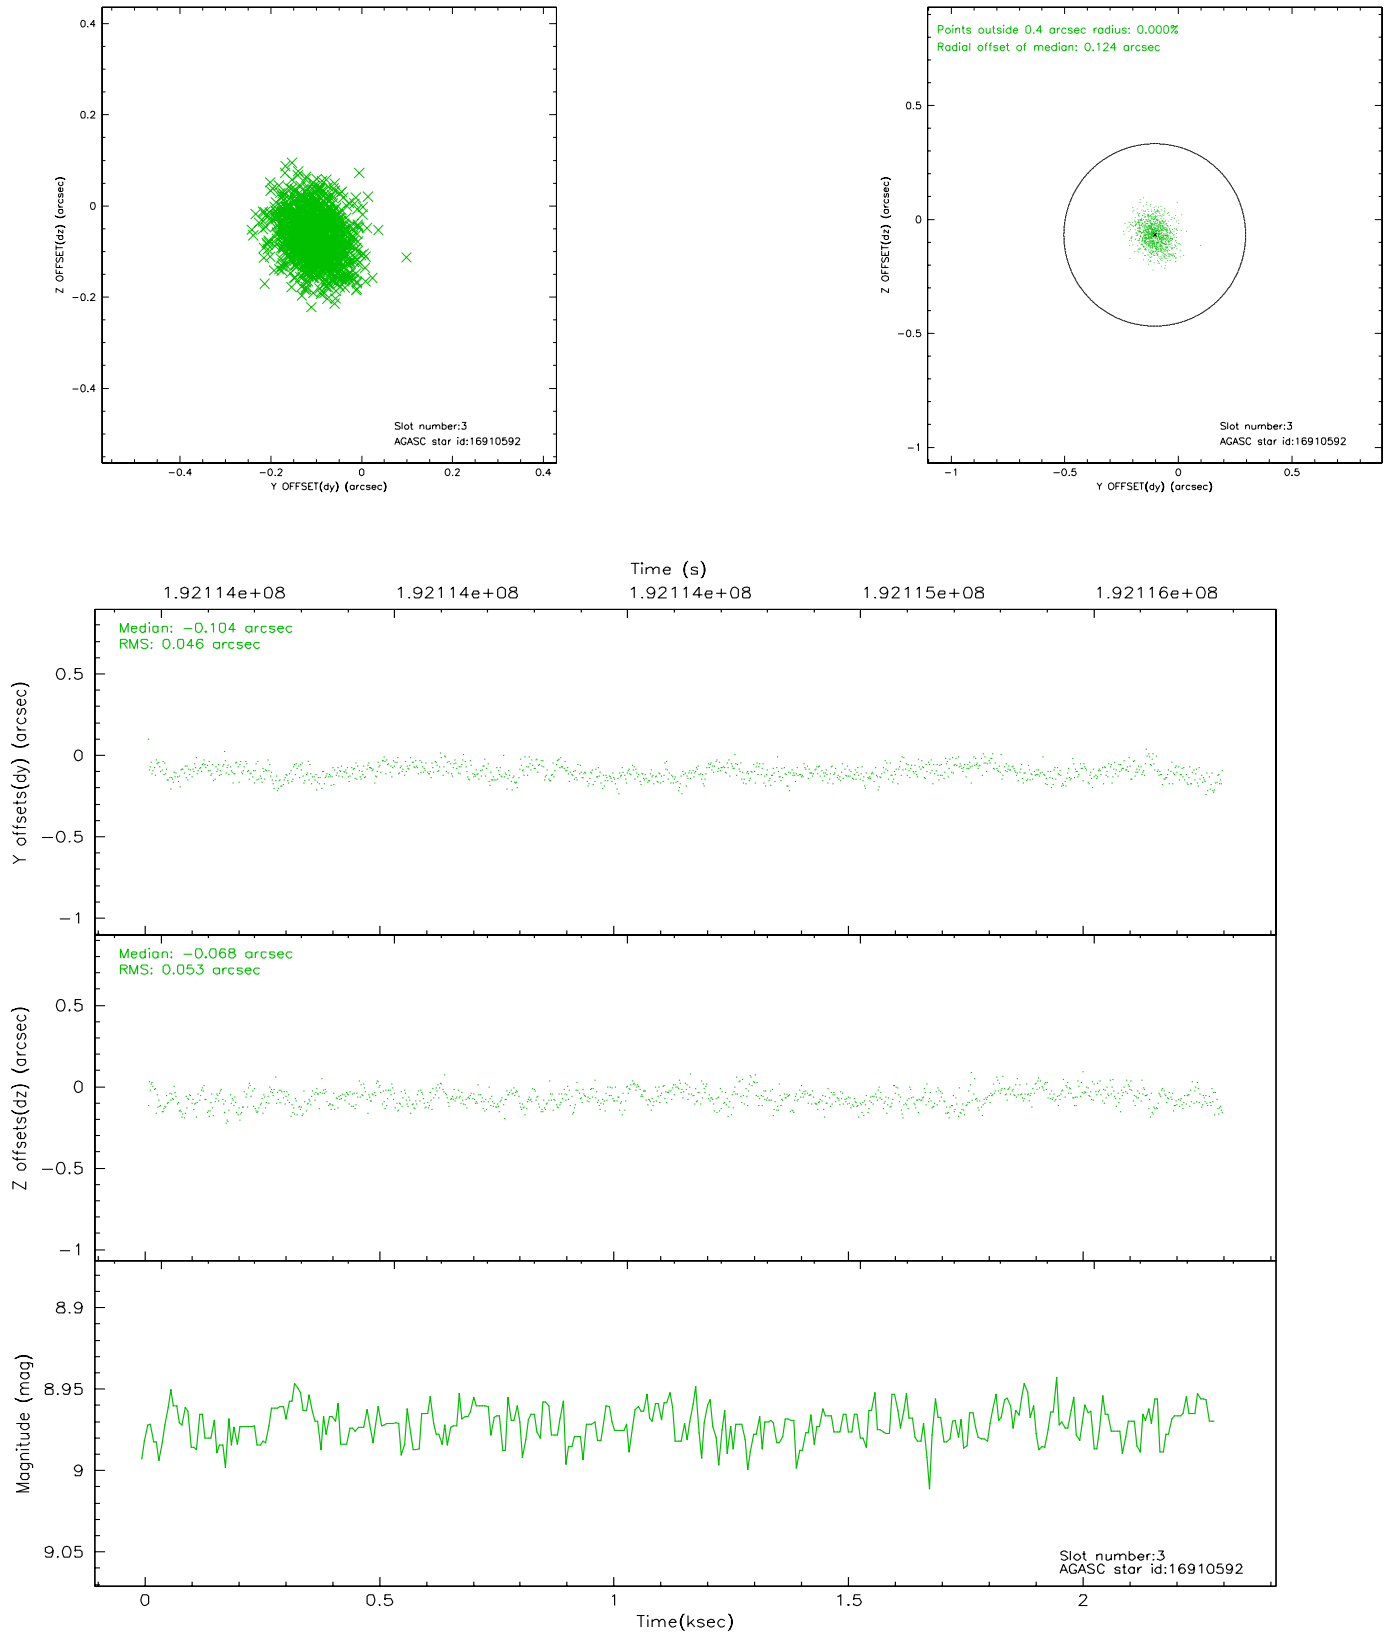 0.4
0.2
0
−0.2
−0.4
Z OFFSET(dz) (arcsec)
Slot number:3
AGASC star id:16910592
−0.4 −0.2 0 0.2 0.4
Y OFFSET(dy) (arcsec)
Points outside 0.4 arcsec radius: 0.000%
Radial offset of median: 0.124 arcsec
0.5
0
−0.5
−1
Z OFFSET(dz) (arcsec)
Slot number:3
AGASC star id:16910592
−1 −0.5 0 0.5
Y OFFSET(dy) (arcsec)
Time (s)
1.92114e+08 1.92114e+08 1.92114e+08 1.92115e+08 1.92116e+08
Median: −0.104 arcsec
RMS: 0.046 arcsec
0.5
0
−0.5
−1
Y offsets(dy) (arcsec)
Median: −0.068 arcsec
RMS: 0.053 arcsec
0.5
0
−0.5
−1
Z offsets(dz) (arcsec)
8.9
8.95
9
9.05
Magnitude (mag)
Slot number:3
AGASC star id:16910592
0 0.5 1 1.5 2
Time(ksec)